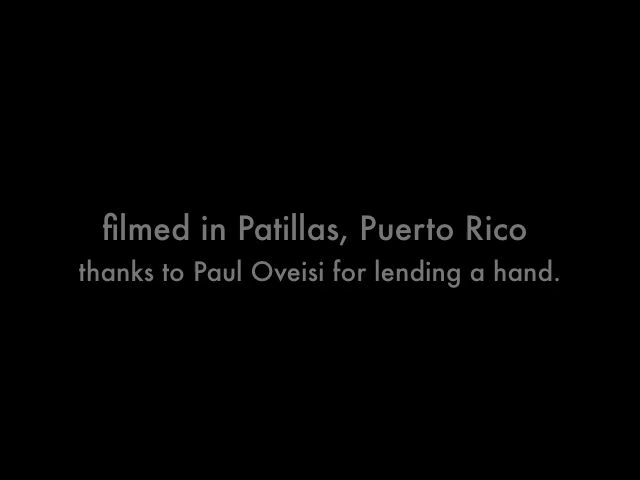 filmed in Patillas, Puerto Rico
thanks to Paul Oveisi for lending a hand.